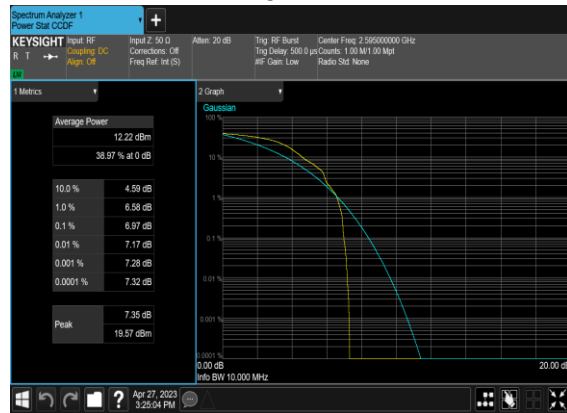 Spectrum Analyzer 1
Power Stat CCDF
+
KEYSIGHT
R T
LW
Input: RF
Coupling: DC
Align: Off
Input Z: 50 Ω
Corrections: Off
Freq Ref: Int (S)
Atten: 20 dB
Trig: RF Burst
Trig Delay: 500.0 µs
#IF Gain: Low
Center Freq: 2.595000000 GHz
Counts: 1.00 M/1.00 Mpt
Radio Std: None
1 Metrics
Average Power
12.22 dBm
38.97 % at 0 dB
10.0 % 4.59 dB
1.0 % 6.58 dB
0.1 % 6.97 dB
0.01 % 7.17 dB
0.001 % 7.28 dB
0.0001 % 7.32 dB
Peak
7.35 dB
19.57 dBm
2 Graph
Gaussian
100 %
10 %
1 %
0.1 %
0.01 %
0.001 %
0.0001 %
0.00 dB
20.00 dB
Info BW 10.000 MHz
?
Apr 27, 2023
3:25:04 PM